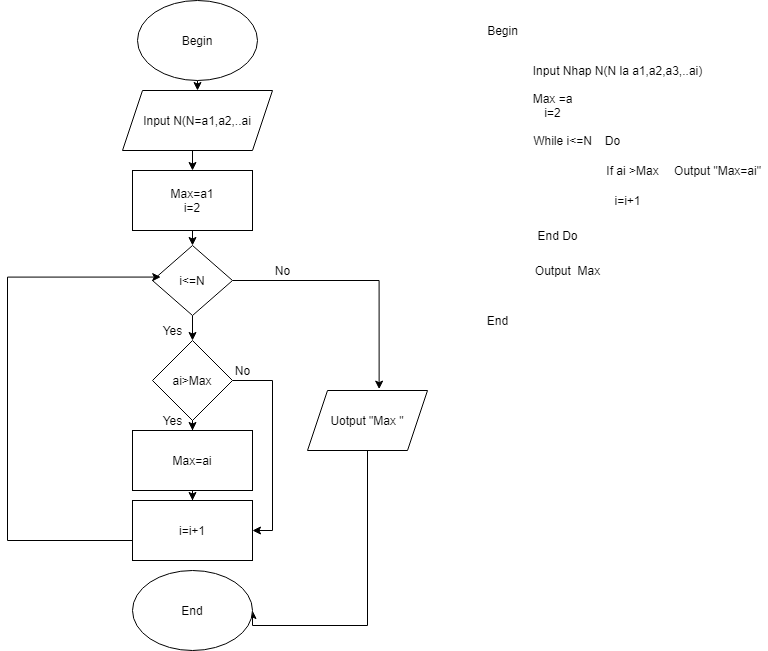 Begin
Input N(N=a1,a2,..ai
Max=a1
i=2
i<=N
No
Yes
ai>Max
No
Yes
Max=ai
i=i+1
Uotput "Max "
End
Begin
Input Nhap N(N la a1,a2,a3,..ai)
Max =a
i=2
While i<=N Do
If ai >Max Output "Max=ai"
i=i+1
End Do
Output Max
End